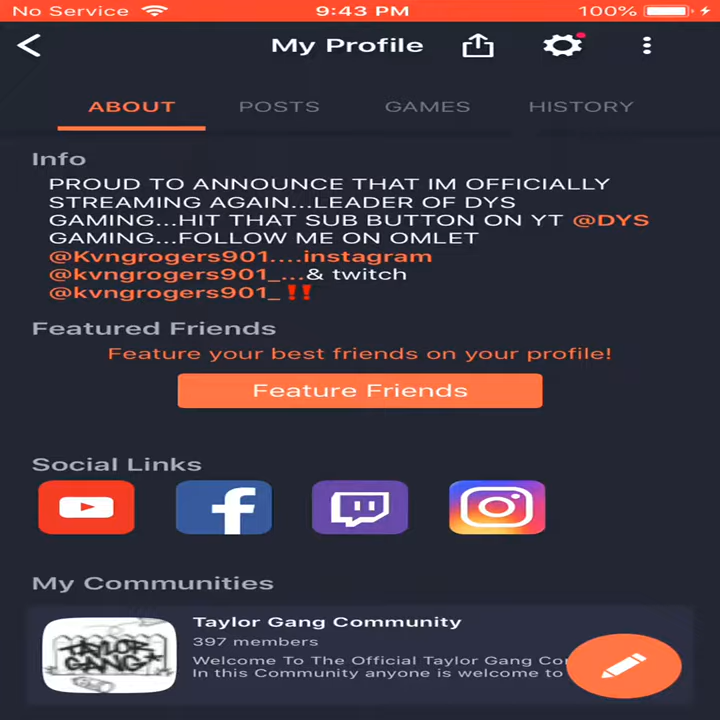 No Service 9:43 PM 100%
My Profile
ABOUT POSTS GAMES HISTORY
Info
PROUD TO ANNOUNCE THAT IM OFFICIALLY
STREAMING AGAIN...LEADER OF DYS
GAMING...HIT THAT SUB BUTTON ON YT @DYS
GAMING...FOLLOW ME ON OMLET
@Kvngrogers901....instagram
@kvngrogers901_...& twitch
@kvngrogers901_‼️
Featured Friends
Feature your best friends on your profile!
Feature Friends
Social Links
My Communities
Taylor Gang Community
397 members
Welcome To The Official Taylor Gang Co
In this Community anyone is welcome to
TAYLOR
GANG